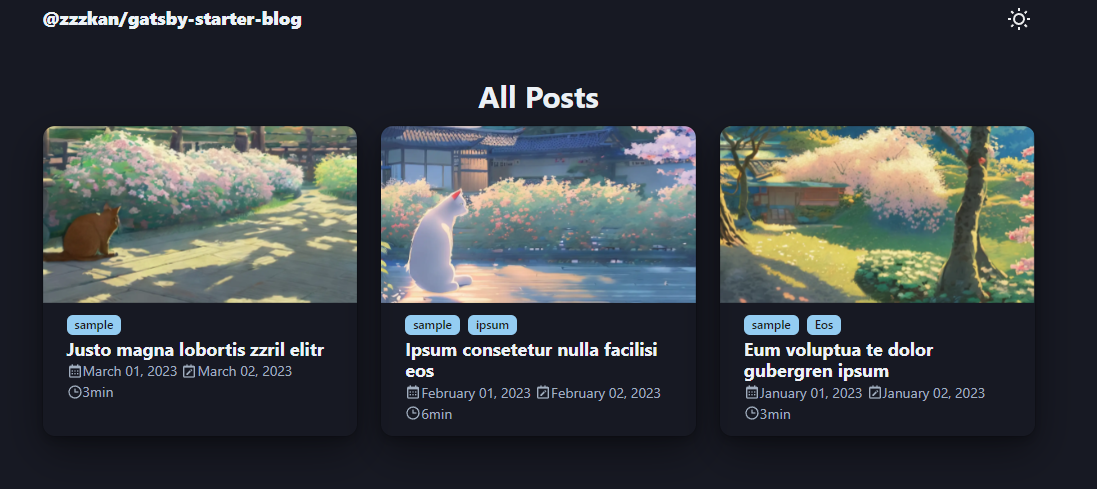 @zzzkan/gatsby-starter-blog
All Posts
sample
Justo magna lobortis zzril elitr
March 01, 2023 March 02, 2023
3min
sample ipsum
Ipsum consetetur nulla facilisi
eos
February 01, 2023 February 02, 2023
6min
sample Eos
Eum voluptua te dolor
gubergren ipsum
January 01, 2023 January 02, 2023
3min